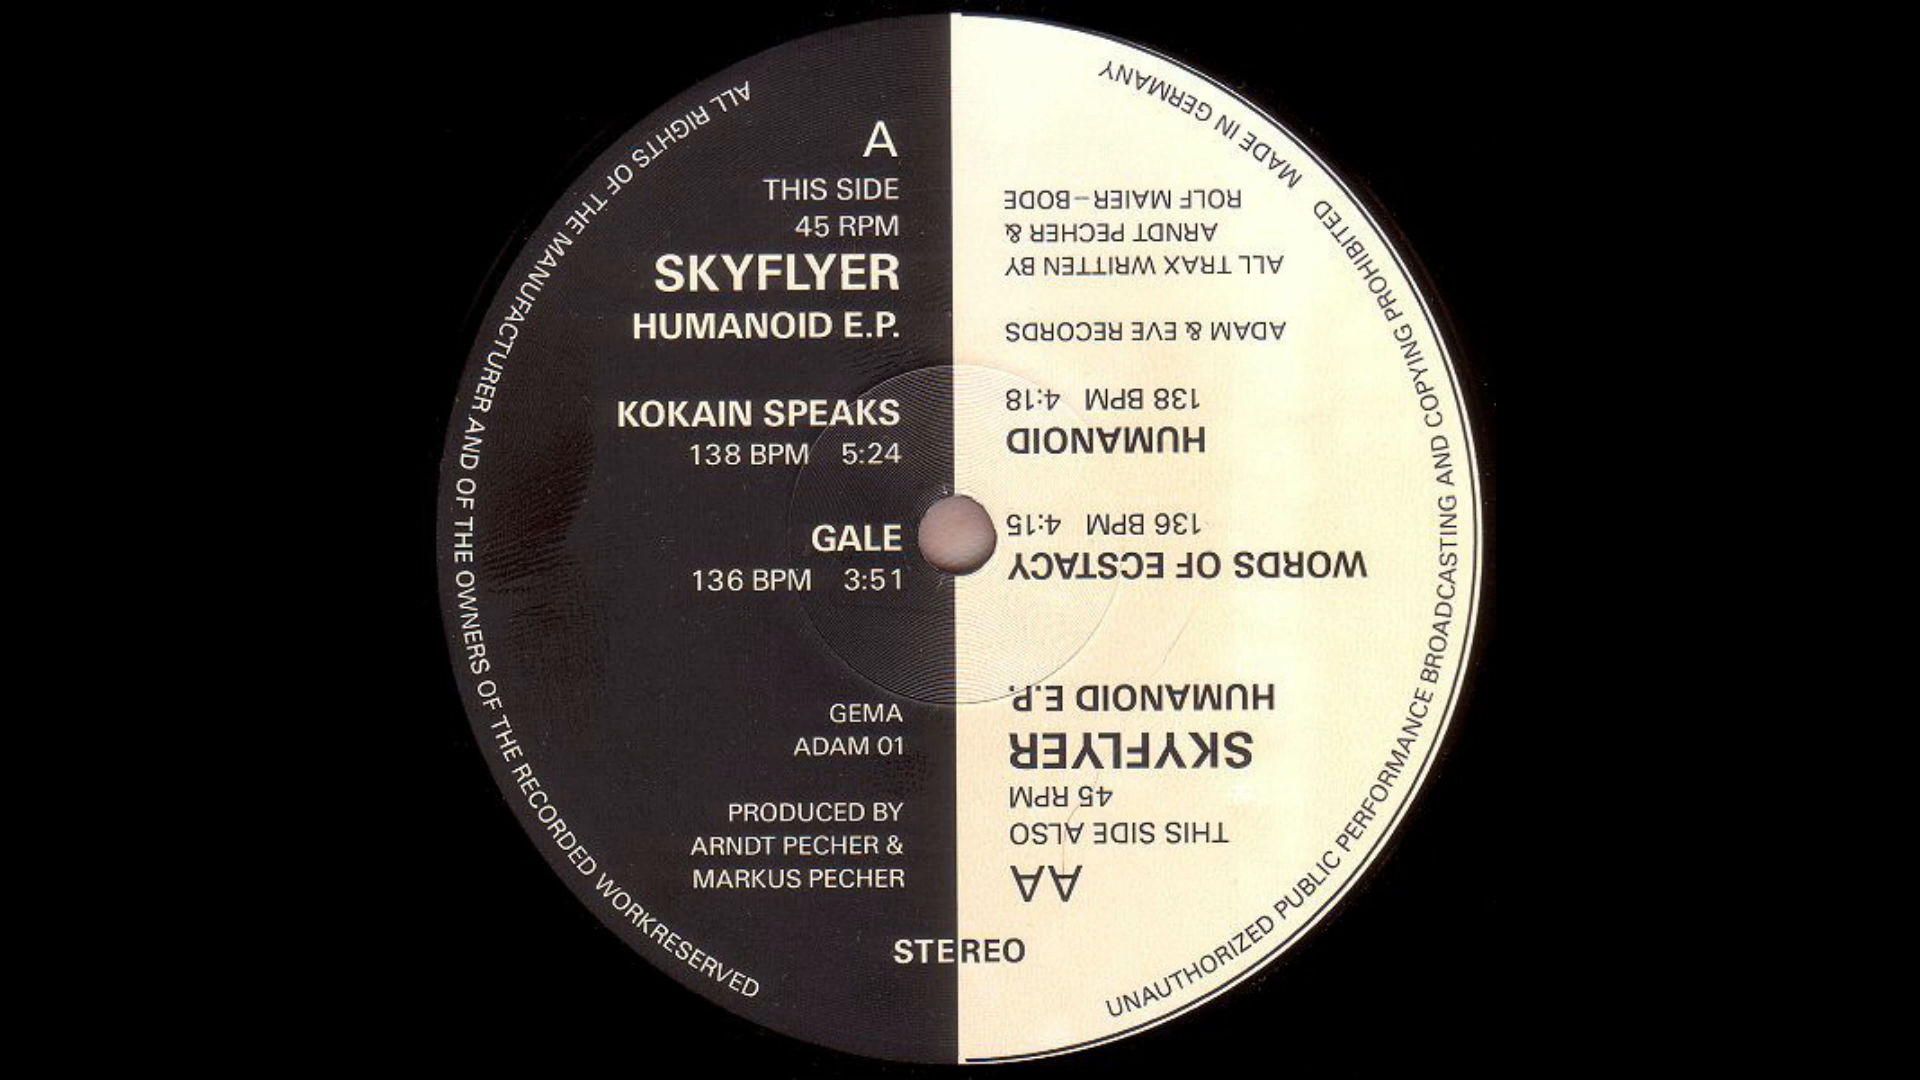 A
THIS SIDE
45 RPM
SKYFLYER
HUMANOID E.P.
KOKAIN SPEAKS
138 BPM 5:24
GALE
136 BPM 3:51
GEMA
ADAM 01
PRODUCED BY
ARNDT PECHER &
MARKUS PECHER
STEREO
AA
THIS SIDE ALSO
45 RPM
SKYFLYER
HUMANOID E.P.
WORDS OF ECSTACY
136 BPM 4:15
HUMANOID
138 BPM 4:18
ADAM & EVE RECORDS
ALL TRAX WRITTEN BY
ARNDT PECHER &
ROLF MAIER-BODE
ALL RIGHTS OF THE MANUFACTURER AND OF THE OWNERS OF THE RECORDED WORKRESERVED
UNAUTHORIZED PUBLIC PERFORMANCE BROADCASTING AND COPYING PROHIBITED MADE IN GERMANY